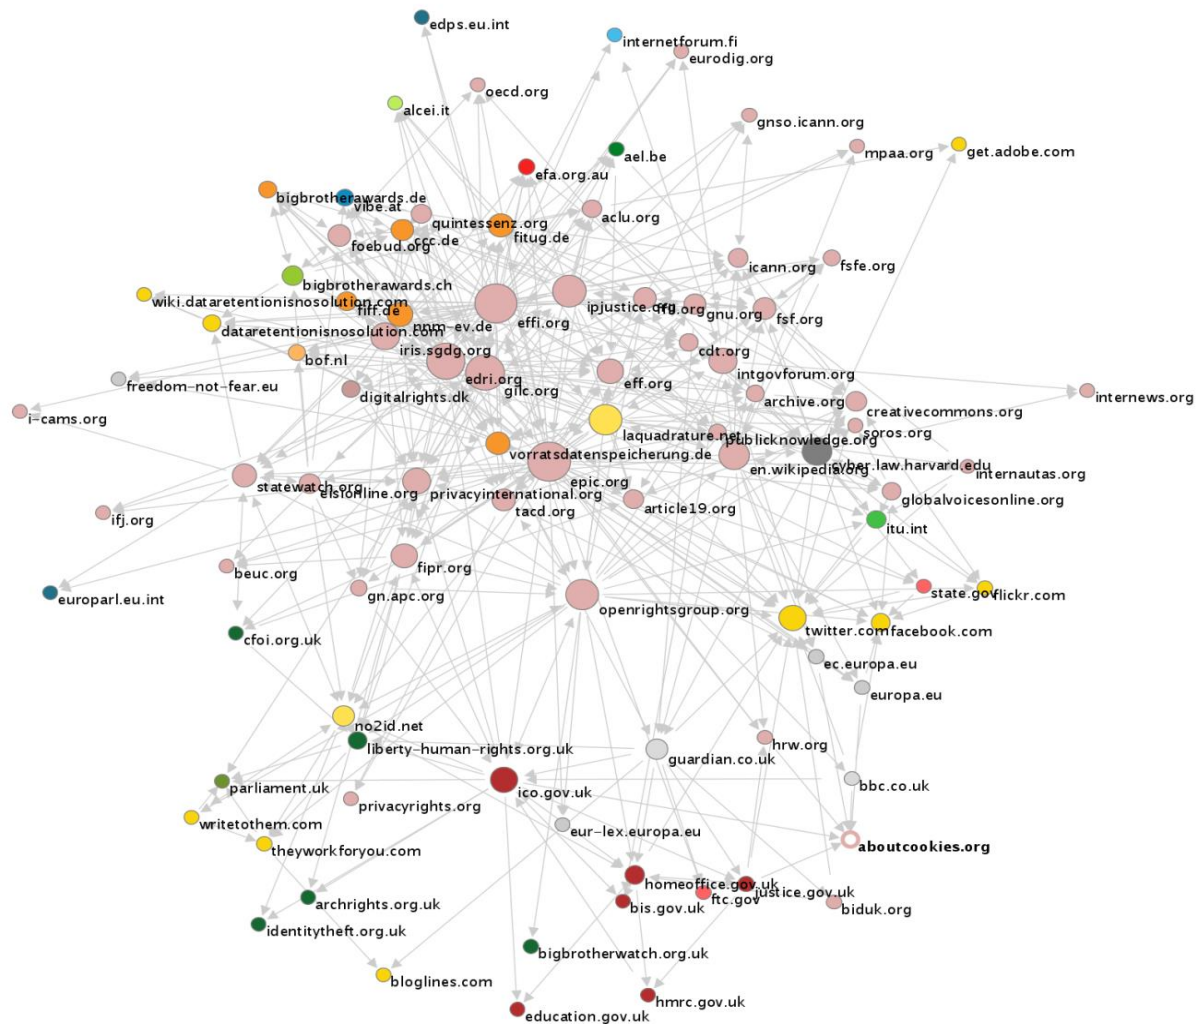 edps.eu.int
internetforum.fi
eurodig.org
oecd.org
alcei.it
gnso.icann.org
mpaa.org
get.adobe.com
ael.be
efa.org.au
bigbrotherawards.de
vibe.at
quintessenz.org
aclu.org
ccc.de
fitug.de
foebud.org
icann.org
fsfe.org
bigbrotherawards.ch
wiki.dataretentionisnosolution.com
fiff.de
ipjustice.org
ffii.org
gnu.org
fsf.org
effi.org
nnm-ev.de
dataretentionisnosolution.com
iris.sgdg.org
cdt.org
bof.nl
intgovforum.org
edri.org
eff.org
freedom-not-fear.eu
gilc.org
digitalrights.dk
archive.org
internews.org
creativecommons.org
i-cams.org
laquadrature.net
publicknowledge.org
soros.org
vorratsdatenspeicherung.de
cyber.law.harvard.edu
en.wikipedia.org
internautas.org
epic.org
statewatch.org
privacyinternational.org
globalvoicesonline.org
tacd.org
article19.org
ifj.org
itu.int
fipr.org
beuc.org
europarl.eu.int
gn.apc.org
state.gov
flickr.com
openrightsgroup.org
cfoi.org.uk
twitter.com
facebook.com
ec.europa.eu
europa.eu
no2id.net
liberty-human-rights.org.uk
hrw.org
guardian.co.uk
parliament.uk
ico.gov.uk
bbc.co.uk
privacyrights.org
writetothem.com
eur-lex.europa.eu
theyworkforyou.com
aboutcookies.org
homeoffice.gov.uk
justice.gov.uk
ftc.gov
archrights.org.uk
bis.gov.uk
biduk.org
identitytheft.org.uk
bigbrotherwatch.org.uk
bloglines.com
hmrc.gov.uk
education.gov.uk